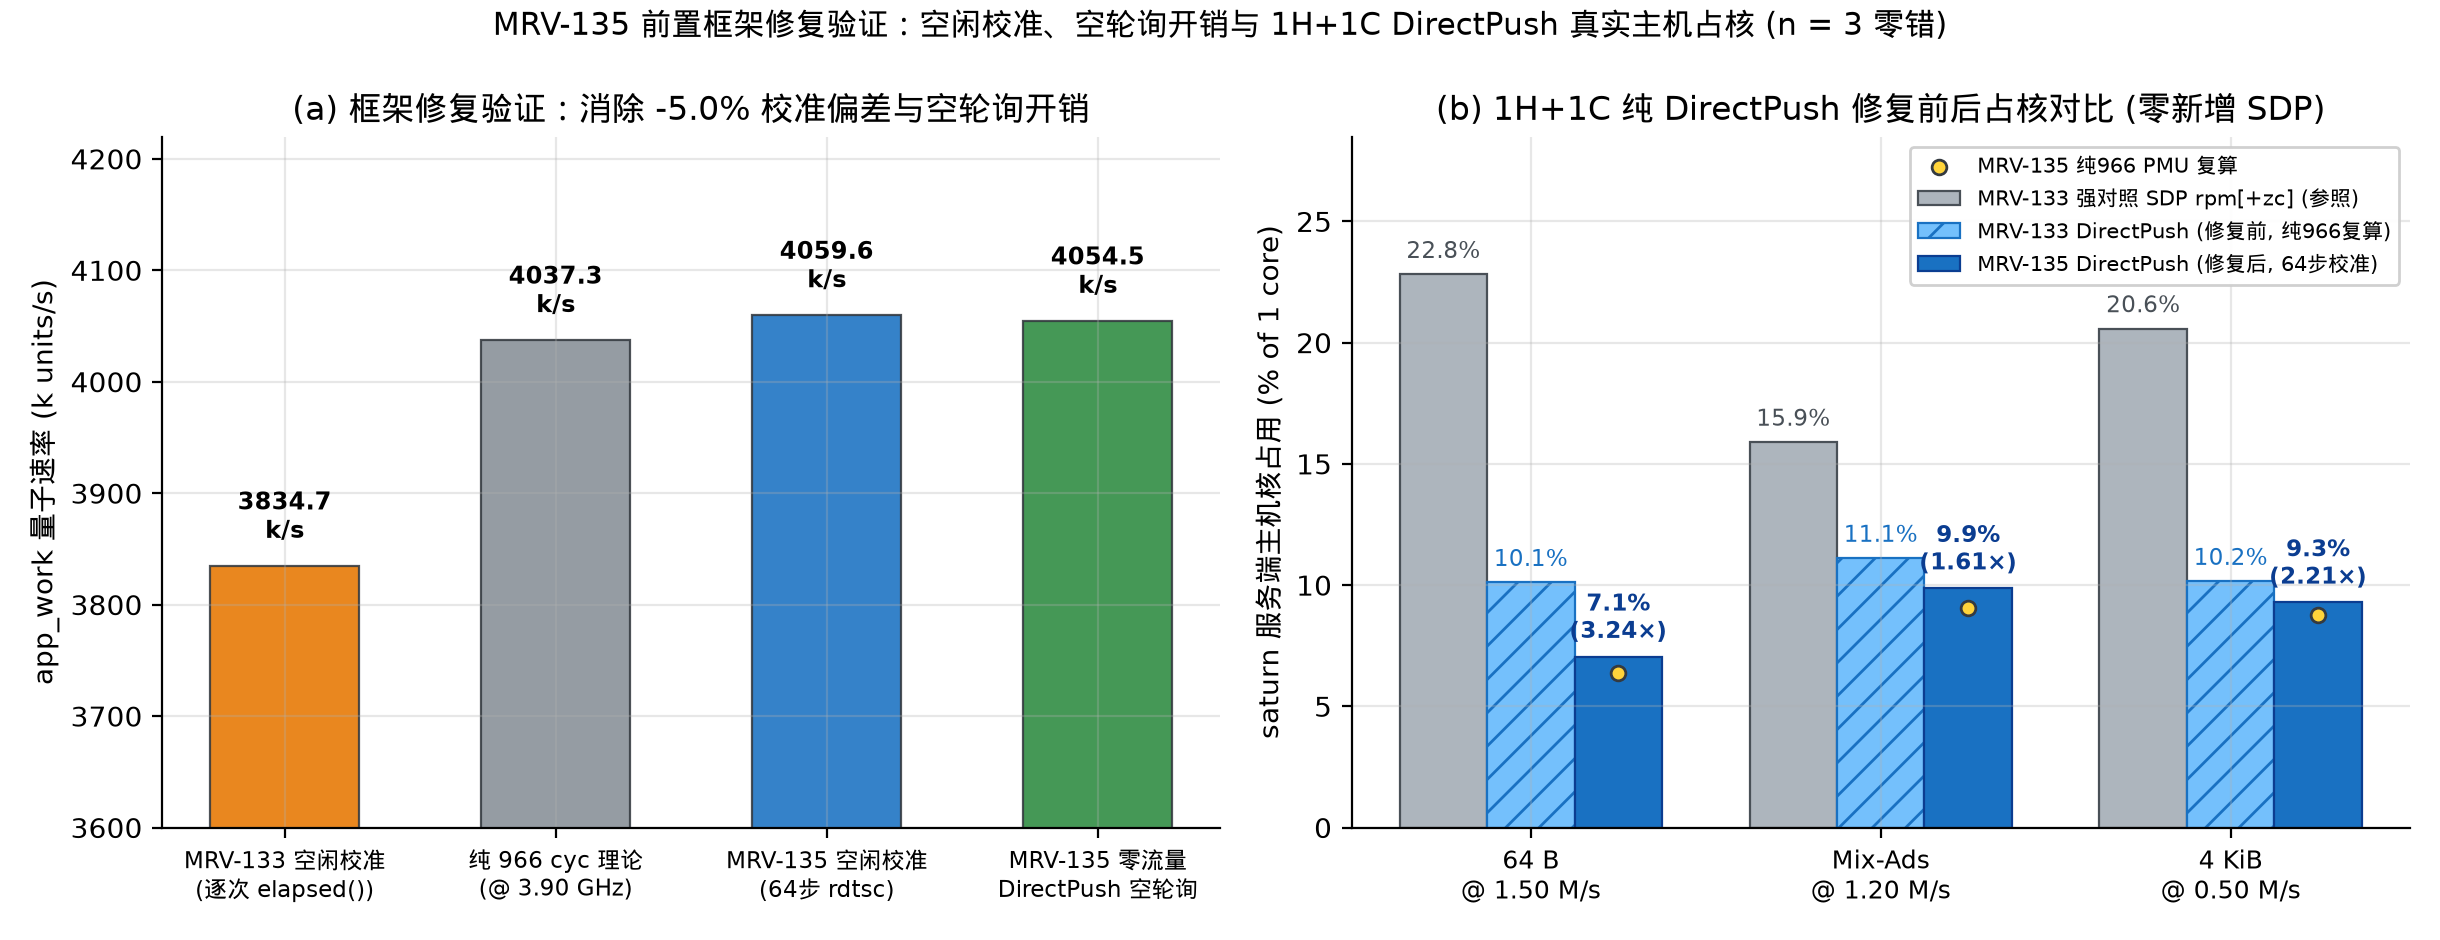 MRV-135 前置框架修复验证：空闲校准、空轮询开销与 1H+1C DirectPush 真实主机占核 (n = 3 零错)
(a) 框架修复验证：消除 -5.0% 校准偏差与空轮询开销
app_work 量子速率 (k units/s)
4200
4100
4000
3900
3800
3700
3600
3834.7
k/s
4037.3
k/s
4059.6
k/s
4054.5
k/s
MRV-133 空闲校准
(逐次 elapsed())
纯 966 cyc 理论
(@ 3.90 GHz)
MRV-135 空闲校准
(64步 rdtsc)
MRV-135 零流量
DirectPush 空轮询
(b) 1H+1C 纯 DirectPush 修复前后占核对比 (零新增 SDP)
saturn 服务端主机核占用 (% of 1 core)
25
20
15
10
5
0
MRV-135 纯966 PMU 复算
MRV-133 强对照 SDP rpm[+zc] (参照)
MRV-133 DirectPush (修复前, 纯966复算)
MRV-135 DirectPush (修复后, 64步校准)
22.8%
10.1%
7.1%
(3.24×)
15.9%
11.1%
9.9%
(1.61×)
20.6%
10.2%
9.3%
(2.21×)
64 B
@ 1.50 M/s
Mix-Ads
@ 1.20 M/s
4 KiB
@ 0.50 M/s